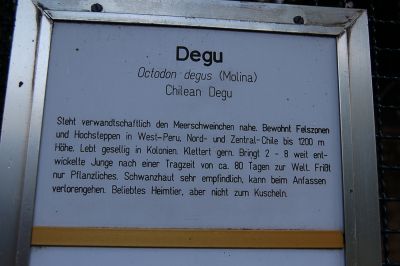 Degu
Octodon degus (Molina)
Chilean Degu
Steht verwandtschaftlich den Meerschweinchen nahe. Bewohnt Felszonen
und Hochsteppen in West-Peru, Nord- und Zentral-Chile bis 1200 m
Höhe. Lebt gesellig in Kolonien. Klettert gern. Bringt 2 - 8 weit ent-
wickelte Junge nach einer Tragzeit von ca. 80 Tagen zur Welt. Frißt
nur Pflanzliches. Schwanzhaut sehr empfindlich, kann beim Anfassen
verlorengehen. Beliebtes Heimtier, aber nicht zum Kuscheln.